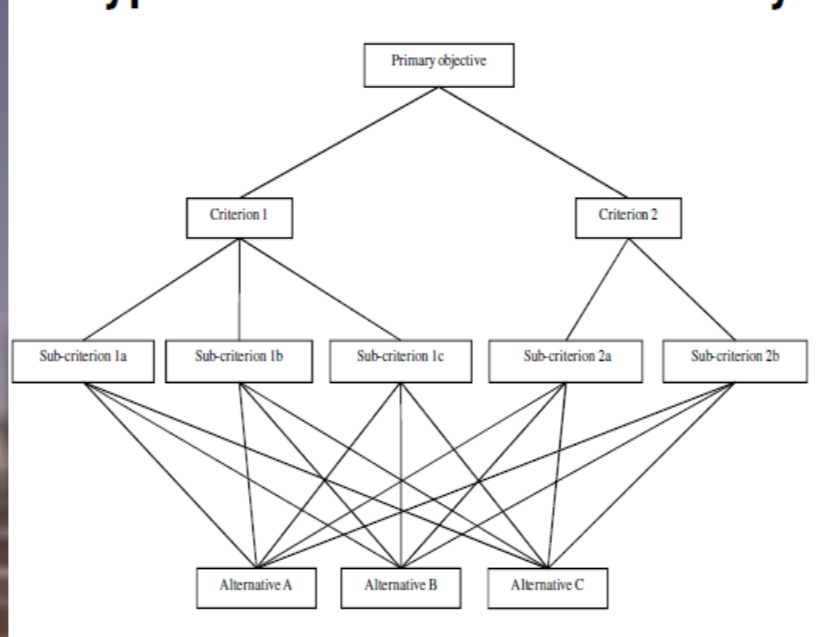 Primary objective
Criterion 1
Criterion 2
Sub-criterion 1a
Sub-criterion 1b
Sub-criterion 1c
Sub-criterion 2a
Sub-criterion 2b
Alternative A
Alternative B
Alternative C